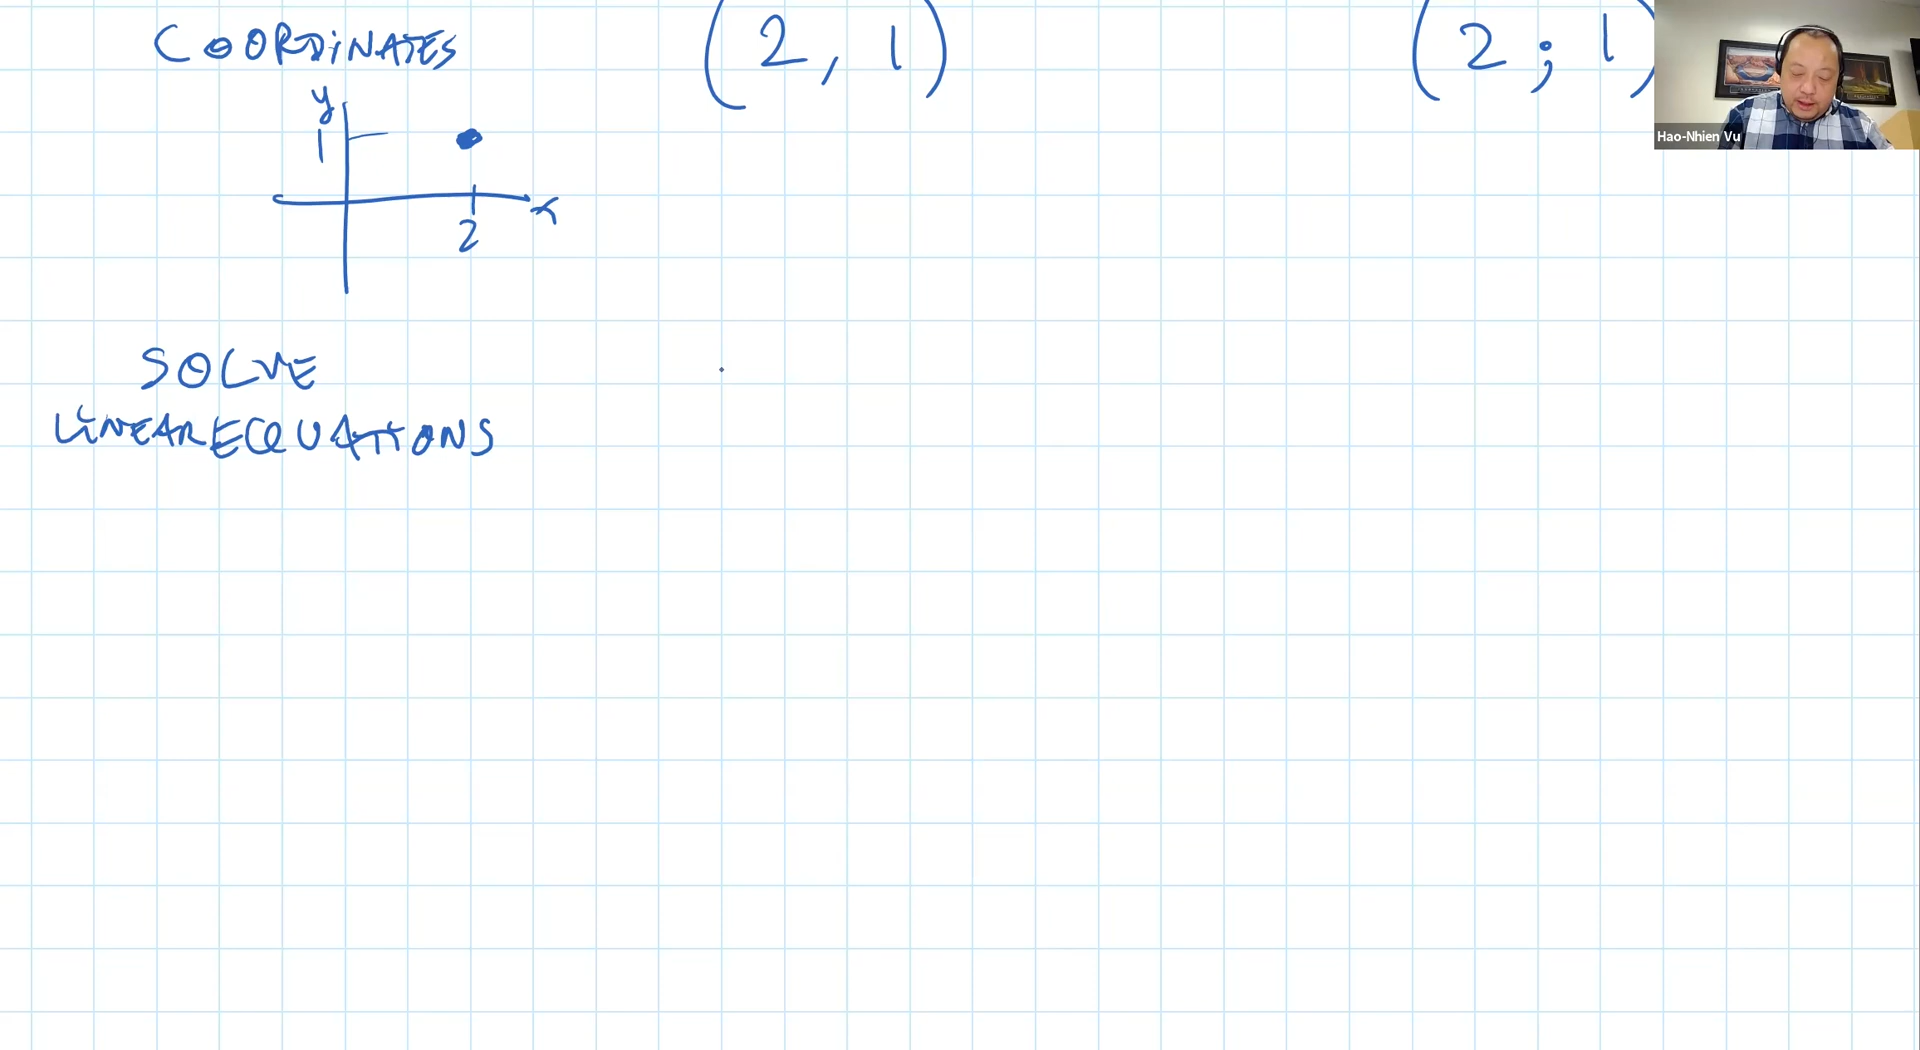 COORDINATES (2, 1) (2 ; 1)
y
1
x
2
SOLVE
LINEAR EQUATIONS
Hao-Nhien Vu